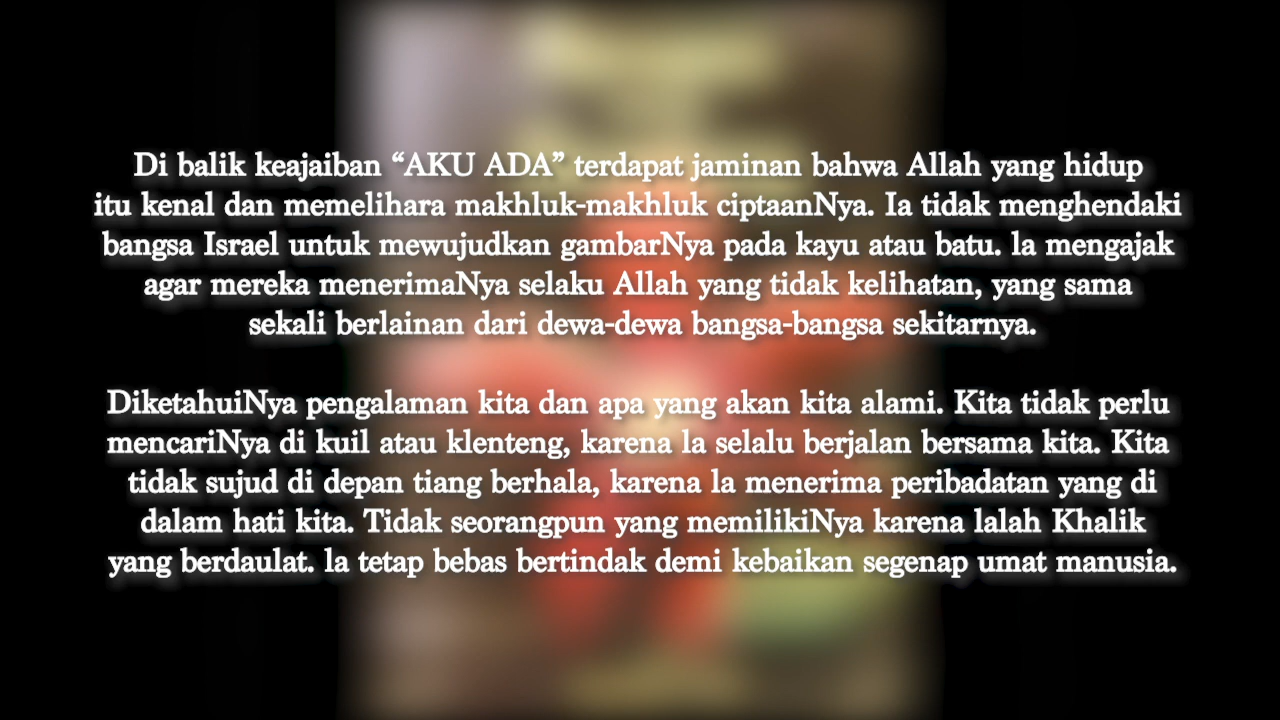 Di balik keajaiban “AKU ADA” terdapat jaminan bahwa Allah yang hidup
itu kenal dan memelihara makhluk-makhluk ciptaanNya. Ia tidak menghendaki
bangsa Israel untuk mewujudkan gambarNya pada kayu atau batu. la mengajak
agar mereka menerimaNya selaku Allah yang tidak kelihatan, yang sama
sekali berlainan dari dewa-dewa bangsa-bangsa sekitarnya.
DiketahuiNya pengalaman kita dan apa yang akan kita alami. Kita tidak perlu
mencariNya di kuil atau klenteng, karena la selalu berjalan bersama kita. Kita
tidak sujud di depan tiang berhala, karena la menerima peribadatan yang di
dalam hati kita. Tidak seorangpun yang memilikiNya karena lalah Khalik
yang berdaulat. la tetap bebas bertindak demi kebaikan segenap umat manusia.